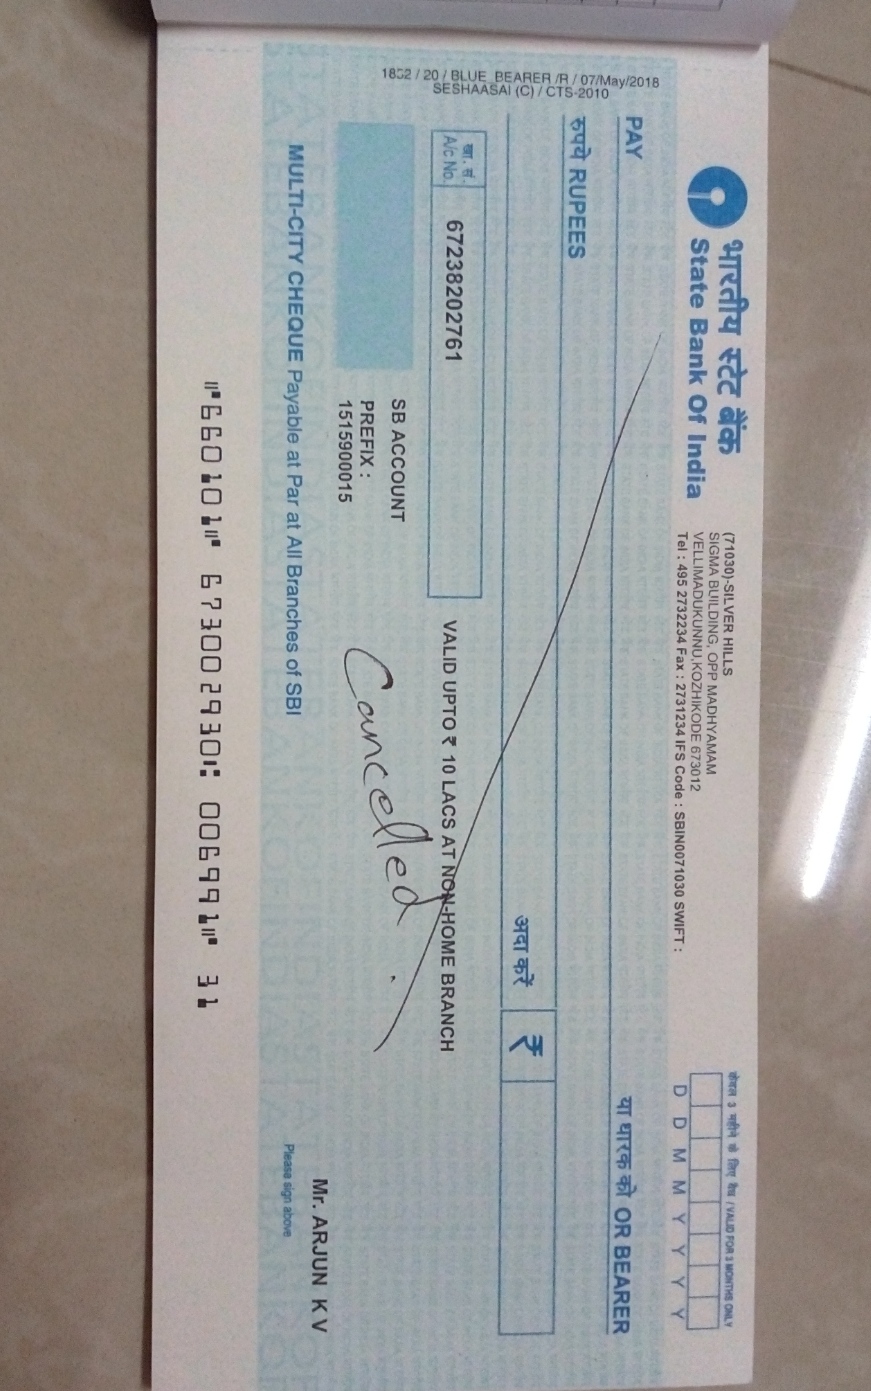 1852 / 20 / BLUE_BEARER /R / 07/May/2018
SESHAASAI (C) / CTS-2010
भारतीय स्टेट बैंक
State Bank Of India
(71030)-SILVER HILLS
SIGMA BUILDING, OPP MADHYAMAM
VELLIMADUKUNNU,KOZHIKODE 673012
Tel : 495 2732234 Fax : 2731234 IFS Code : SBIN0071030 SWIFT :
केवल 3 महीने के लिए वैध / VALID FOR 3 MONTHS ONLY
D D M M Y Y Y Y
PAY
या धारक को OR BEARER
रुपये RUPEES
अदा करें ₹
खा. सं.
A/c No.
67238202761
VALID UPTO ₹ 10 LACS AT NON-HOME BRANCH
SB ACCOUNT
PREFIX :
1515900015
Cancelled
Mr. ARJUN K V
MULTI-CITY CHEQUE Payable at Par at All Branches of SBI
Please sign above
⑈660101⑈ 673002930⑆ 006991⑈ 31